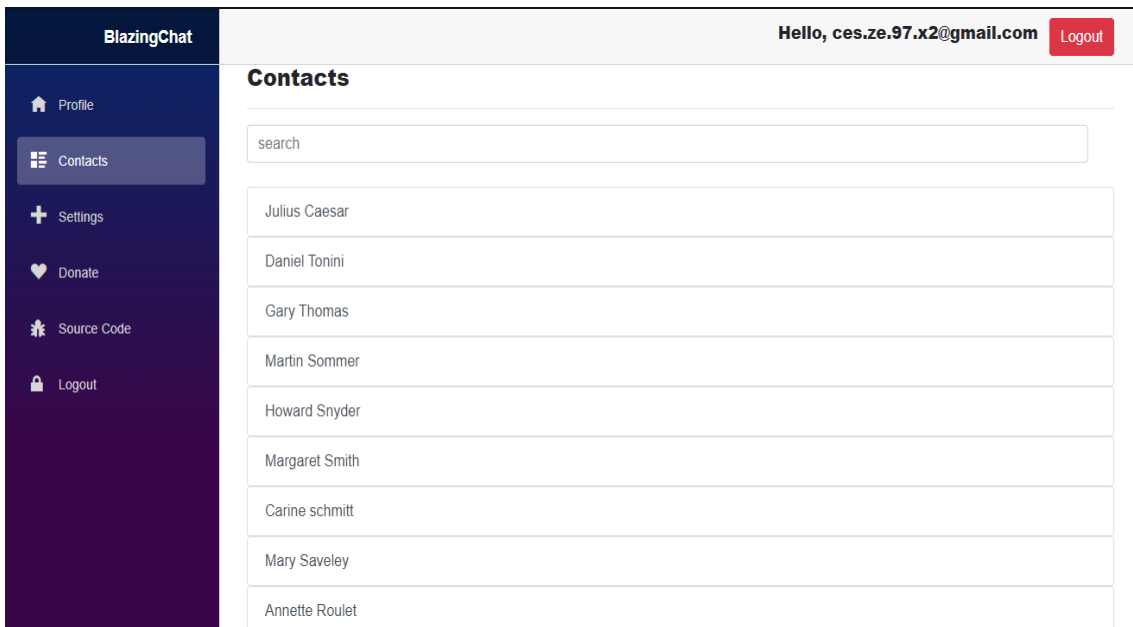 BlazingChat
Hello, ces.ze.97.x2@gmail.com
Logout
Profile
Contacts
Settings
Donate
Source Code
Logout
Contacts
search
Julius Caesar
Daniel Tonini
Gary Thomas
Martin Sommer
Howard Snyder
Margaret Smith
Carine schmitt
Mary Saveley
Annette Roulet